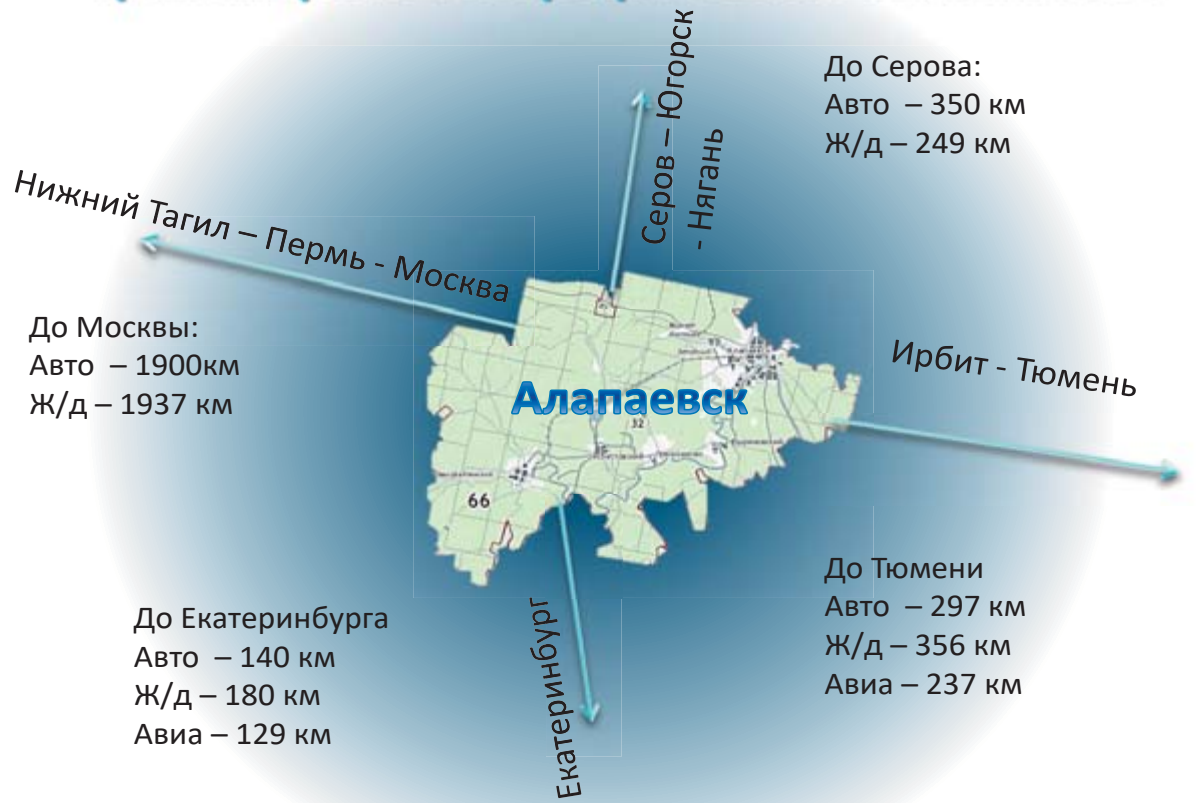 До Серова:
Авто – 350 км
Ж/д – 249 км
Серов – Югорск
- Нягань
Нижний Тагил – Пермь - Москва
До Москвы:
Авто – 1900км
Ж/д – 1937 км
Ирбит - Тюмень
Алапаевск
32
66
До Тюмени
Авто – 297 км
Ж/д – 356 км
Авиа – 237 км
До Екатеринбурга
Авто – 140 км
Ж/д – 180 км
Авиа – 129 км
Екатеринбург